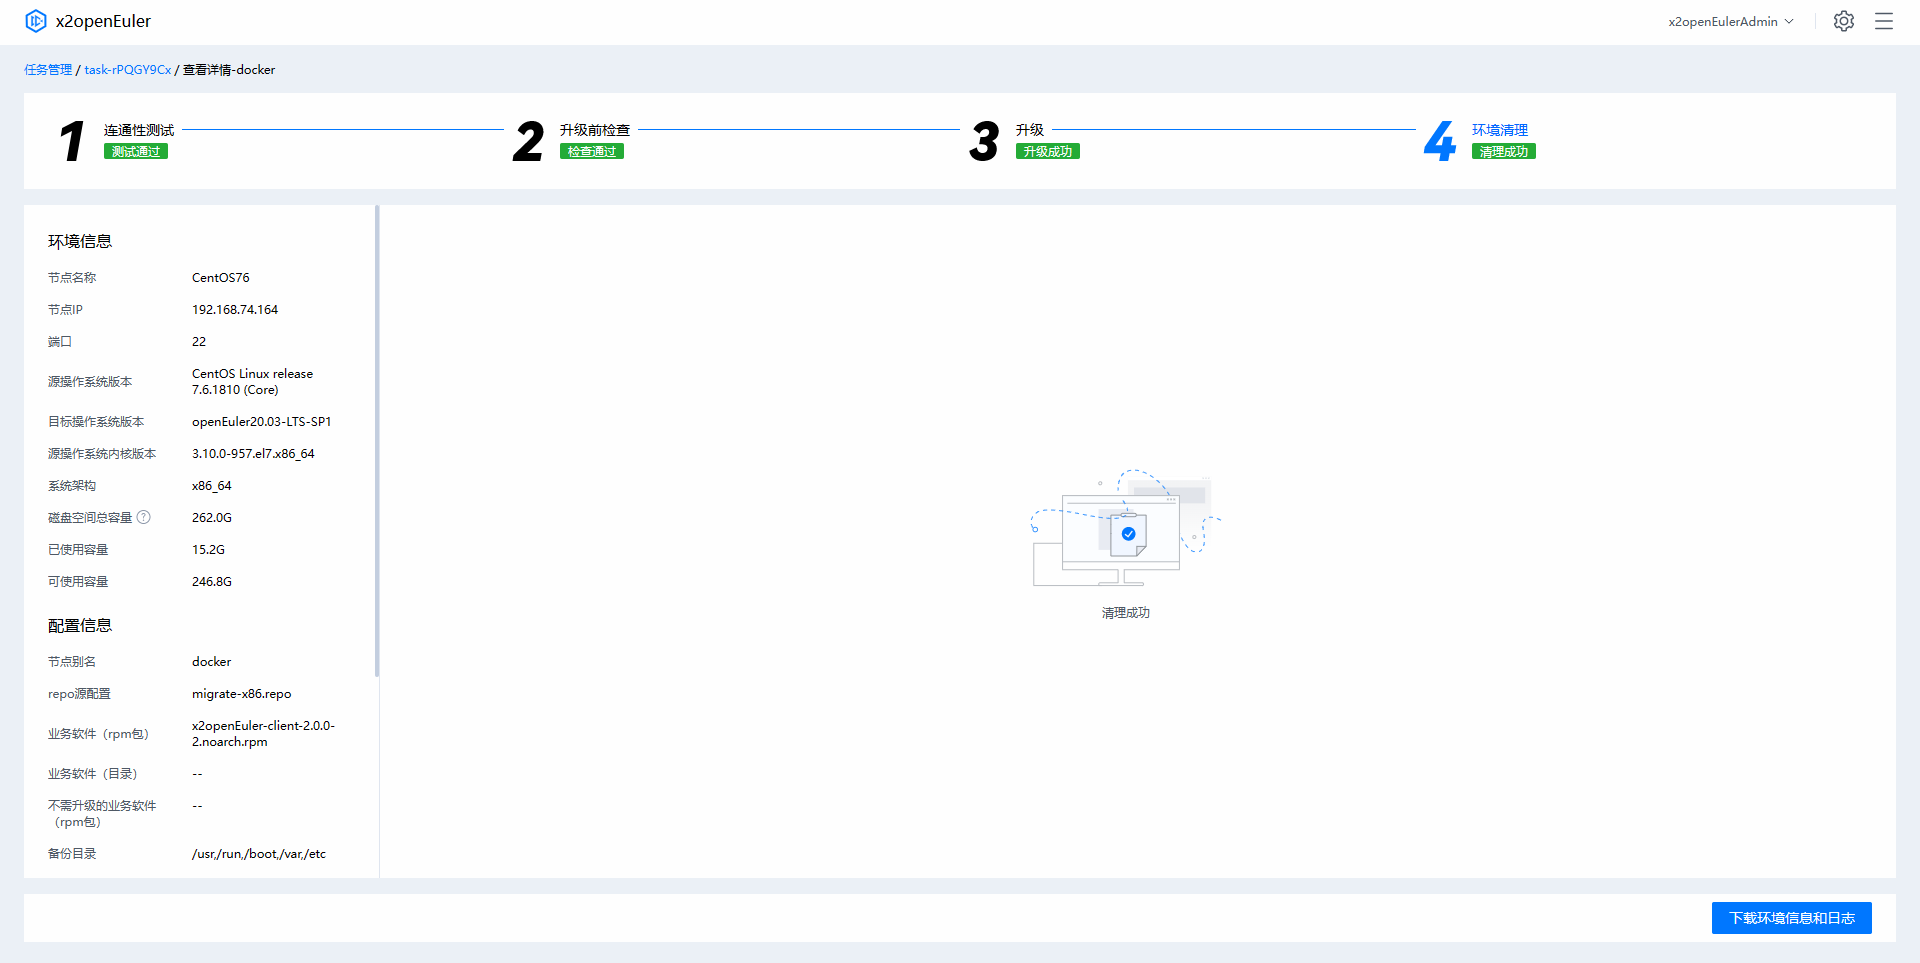 x2openEuler
x2openEulerAdmin
任务管理 / task-rPQGY9Cx / 查看详情-docker
1 连通性测试
测试通过
2 升级前检查
检查通过
3 升级
升级成功
4 环境清理
清理成功
环境信息
节点名称 CentOS76
节点IP 192.168.74.164
端口 22
源操作系统版本 CentOS Linux release
7.6.1810 (Core)
目标操作系统版本 openEuler20.03-LTS-SP1
源操作系统内核版本 3.10.0-957.el7.x86_64
系统架构 x86_64
磁盘空间总容量 ? 262.0G
已使用容量 15.2G
可使用容量 246.8G
配置信息
节点别名 docker
repo源配置 migrate-x86.repo
业务软件（rpm包） x2openEuler-client-2.0.0-
2.noarch.rpm
业务软件（目录） --
不需升级的业务软件 --
（rpm包）
备份目录 /usr,/run,/boot,/var,/etc
清理成功
下载环境信息和日志